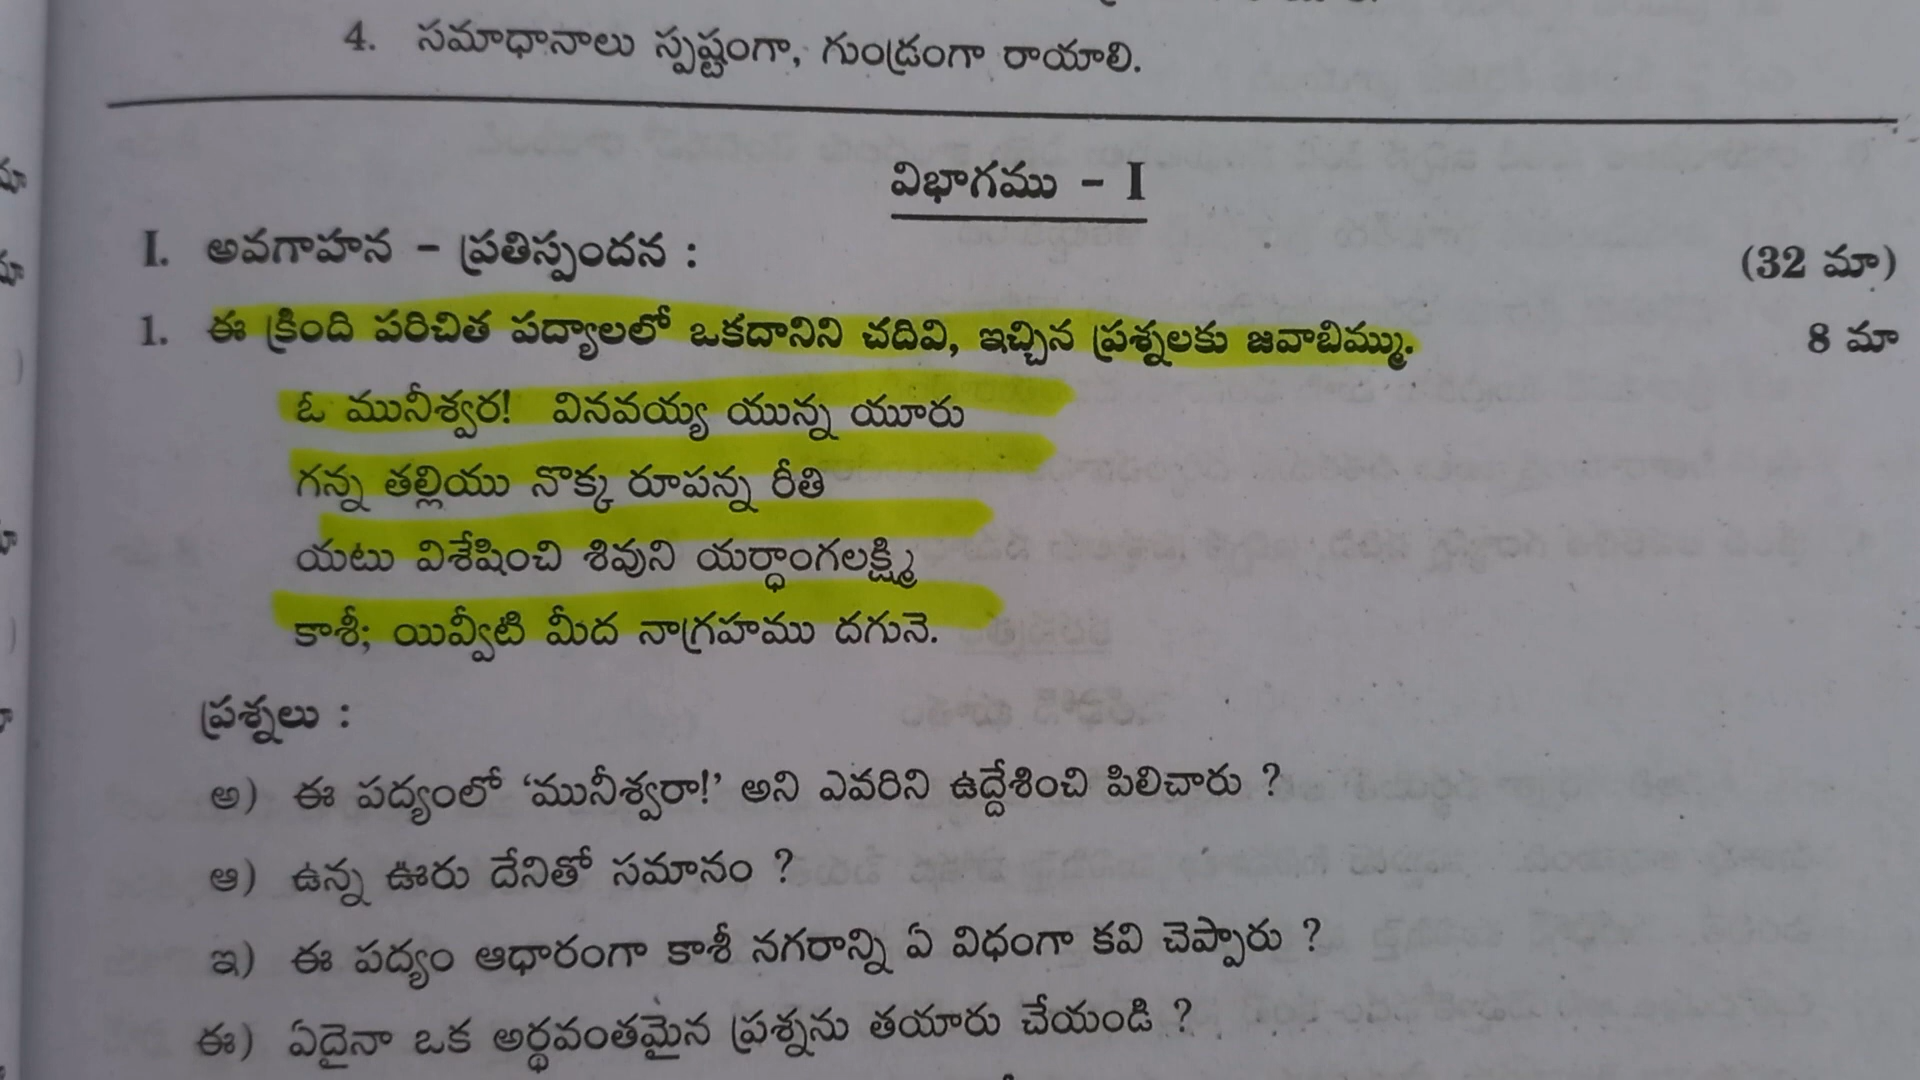 4. సమాధానాలు స్పష్టంగా, గుండ్రంగా రాయాలి.
విభాగము - I
I. అవగాహన - ప్రతిస్పందన : (32 మా)
1. ఈ క్రింది పరిచిత పద్యాలలో ఒకదానిని చదివి, ఇచ్చిన ప్రశ్నలకు జవాబిమ్ము. 8 మా
ఓ మునీశ్వర! వినవయ్య యున్న యూరు
గన్న తల్లియు నొక్క రూపన్న రీతి
యటు విశేషించి శివుని యర్ధాంగలక్ష్మి
కాశీ; యివ్వీటి మీద నాగ్రహము దగునె.
ప్రశ్నలు :
అ) ఈ పద్యంలో ‘మునీశ్వరా!’ అని ఎవరిని ఉద్దేశించి పిలిచారు ?
ఆ) ఉన్న ఊరు దేనితో సమానం ?
ఇ) ఈ పద్యం ఆధారంగా కాశీ నగరాన్ని ఏ విధంగా కవి చెప్పారు ?
ఈ) ఏదైనా ఒక అర్థవంతమైన ప్రశ్నను తయారు చేయండి ?